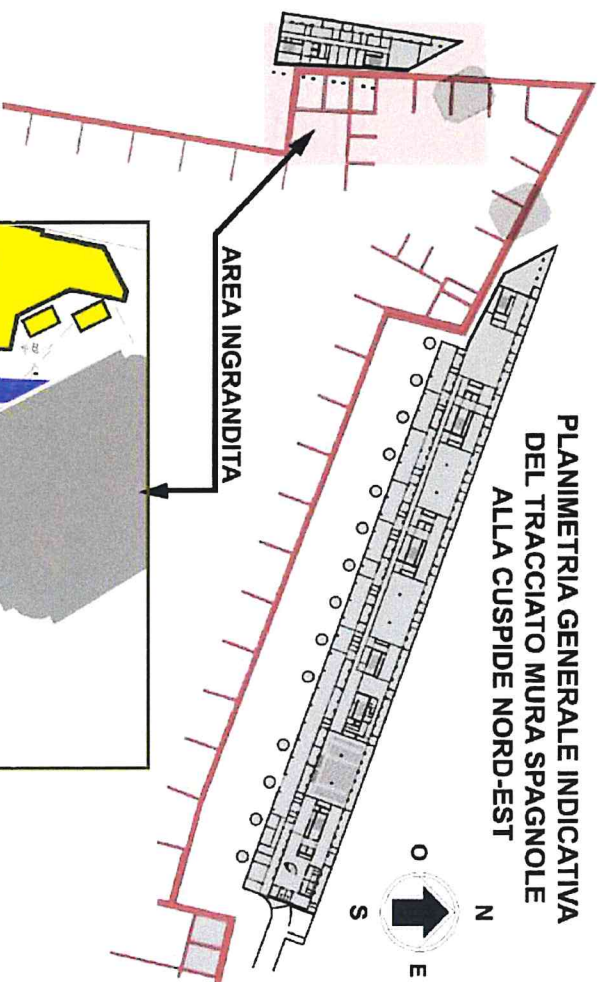 PLANIMETRIA GENERALE INDICATIVA
DEL TRACCIATO MURA SPAGNOLE
ALLA CUSPIDE NORD-EST
AREA INGRANDITA
N
O
E
S